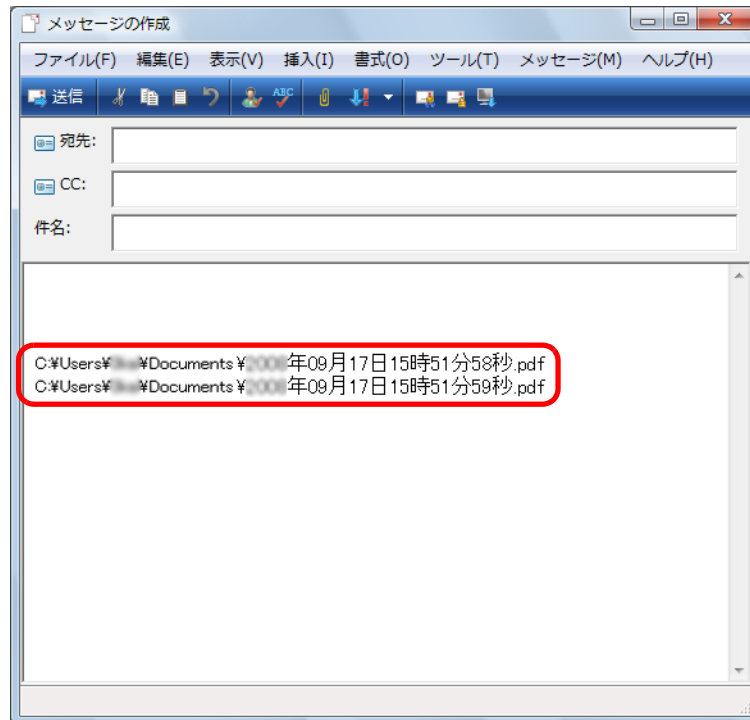 メッセージの作成
ファイル(F) 編集(E) 表示(V) 挿入(I) 書式(O) ツール(T) メッセージ(M) ヘルプ(H)
送信 ABC
宛先:
CC:
件名:
C:¥Users¥ ¥Documents¥ 年09月17日15時51分58秒.pdf
C:¥Users¥ ¥Documents¥ 年09月17日15時51分59秒.pdf